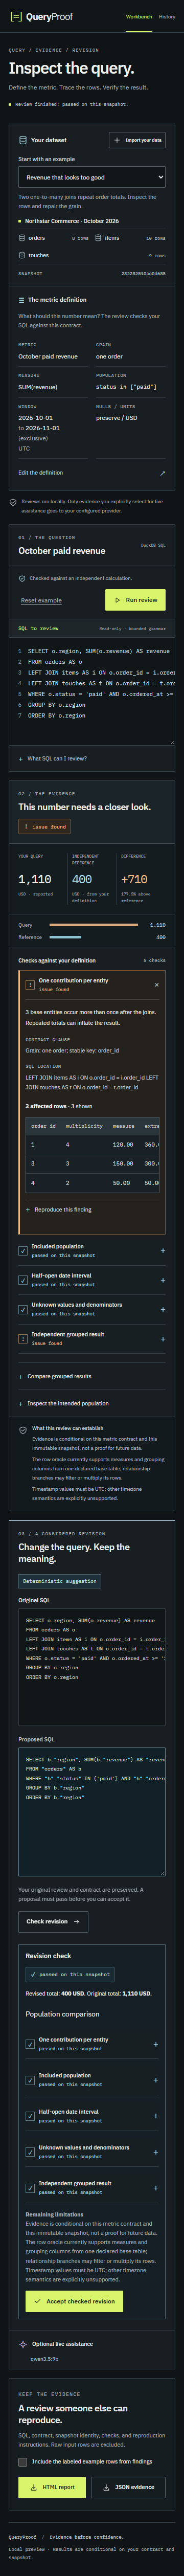 QueryProof
Workbench
History
QUERY / EVIDENCE / REVISION
Inspect the query.
Define the metric. Trace the rows. Verify the result.
Review finished: passed on this snapshot.
Your dataset
Import your data
Start with an example
Revenue that looks too good
Two one-to-many joins repeat order totals. Inspect the rows and repair the grain.
Northstar Commerce · October 2026
orders 5 rows
items 10 rows
touches 9 rows
SNAPSHOT
The metric definition
What should this number mean? The review checks your SQL against this contract.
METRIC
October paid revenue
GRAIN
one order
MEASURE
SUM(revenue)
POPULATION
status in ["paid"]
WINDOW
2026-10-01
to 2026-11-01
(exclusive)
UTC
NULLS / UNITS
preserve / USD
Edit the definition
Reviews run locally. Only evidence you explicitly select for live assistance goes to your configured provider.
01 / THE QUESTION
October paid revenue
DuckDB SQL
Checked against an independent calculation.
Reset example
Run review
SQL to review
Read-only · bounded grammar
1 SELECT o.region, SUM(o.revenue) AS revenue
2 FROM orders AS o
3 LEFT JOIN items AS i ON o.order_id = i.order
4 LEFT JOIN touches AS t ON o.order_id = t.ord
5 WHERE o.status = 'paid' AND o.ordered_at >=
6 GROUP BY o.region
7 ORDER BY o.region
+ What SQL can I review?
02 / THE EVIDENCE
This number needs a closer look.
! issue found
YOUR QUERY
1,110
USD · reported
INDEPENDENT REFERENCE
400
USD · from your definition
DIFFERENCE
+710
177.5% above reference
Query 1,110
Reference 400
Checks against your definition
6 checks
One contribution per entity
issue found
3 base entities occur more than once after the joins. Repeated totals can inflate the result.
CONTRACT CLAUSE
Grain: one order; stable key: order_id
SQL LOCATION
LEFT JOIN items AS i ON o.order_id = i.order_id LEFT JOIN touches AS t ON o.order_id = t.order_id
3 affected rows · 3 shown
order id multiplicity measure extra
1 4 120.00 360.
3 3 150.00 300.
4 2 50.00 50.0
+ Reproduce this finding
Included population
passed on this snapshot
Half-open date interval
passed on this snapshot
Unknown values and denominators
passed on this snapshot
Independent grouped result
issue found
+ Compare grouped results
+ Inspect the intended population
What this review can establish
Evidence is conditional on this metric contract and this immutable snapshot, not a proof for future data.
The row oracle currently supports measures and grouping columns from one declared base table; relationship branches may filter or multiply its rows.
Timestamp values must be UTC; other timezone semantics are explicitly unsupported.
03 / A CONSIDERED REVISION
Change the query. Keep the meaning.
Deterministic suggestion
Original SQL
SELECT o.region, SUM(o.revenue) AS revenue
FROM orders AS o
LEFT JOIN items AS i ON o.order_id = i.order_
LEFT JOIN touches AS t ON o.order_id = t.orde
WHERE o.status = 'paid' AND o.ordered_at >= '
GROUP BY o.region
ORDER BY o.region
Proposed SQL
SELECT b."region", SUM(b."revenue") AS "reven
FROM "orders" AS b
WHERE "b"."status" IN ('paid') AND "b"."order
GROUP BY b."region"
ORDER BY b."region"
Your original review and contract are preserved. A proposal must pass before you can accept it.
Check revision →
Revision check
✓ passed on this snapshot
Revised total: 400 USD. Original total: 1,110 USD.
Population comparison
One contribution per entity
passed on this snapshot
Included population
passed on this snapshot
Half-open date interval
passed on this snapshot
Unknown values and denominators
passed on this snapshot
Independent grouped result
passed on this snapshot
Remaining limitations
Evidence is conditional on this metric contract and this immutable snapshot, not a proof for future data. The row oracle currently supports measures and grouping columns from one declared base table; relationship branches may filter or multiply its rows. Timestamp values must be UTC; other timezone semantics are explicitly unsupported.
Accept checked revision
Optional live assistance
qwen3.5:9b
KEEP THE EVIDENCE
A review someone else can reproduce.
SQL, contract, snapshot identity, checks, and reproduction instructions. Raw input rows are excluded.
Include the labeled example rows from findings
HTML report
JSON evidence
QueryProof / Evidence before confidence.
Local preview · Results are conditional on your contract and snapshot.